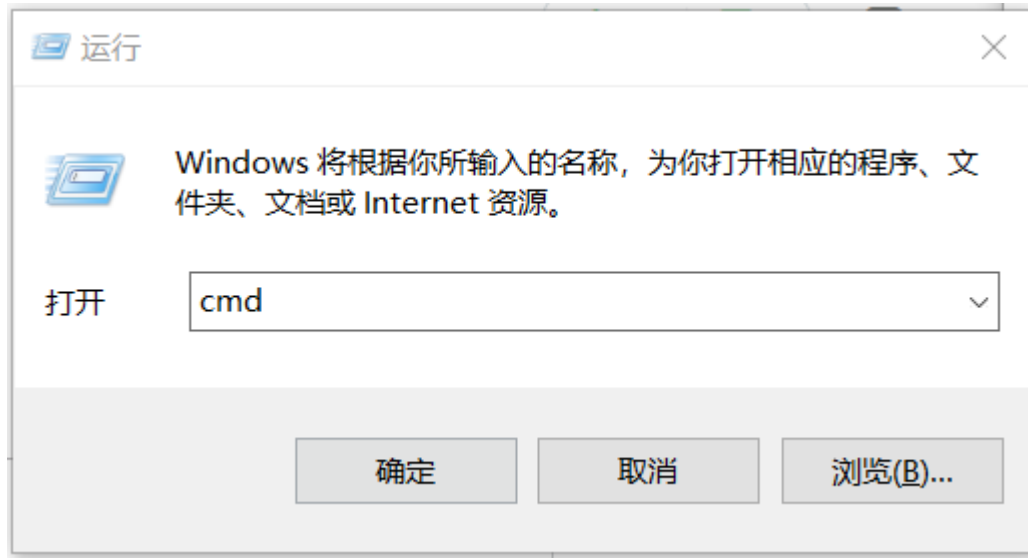 运行
Windows 将根据你所输入的名称，为你打开相应的程序、文
件夹、文档或 Internet 资源。
打开
cmd
确定
取消
浏览(B)...